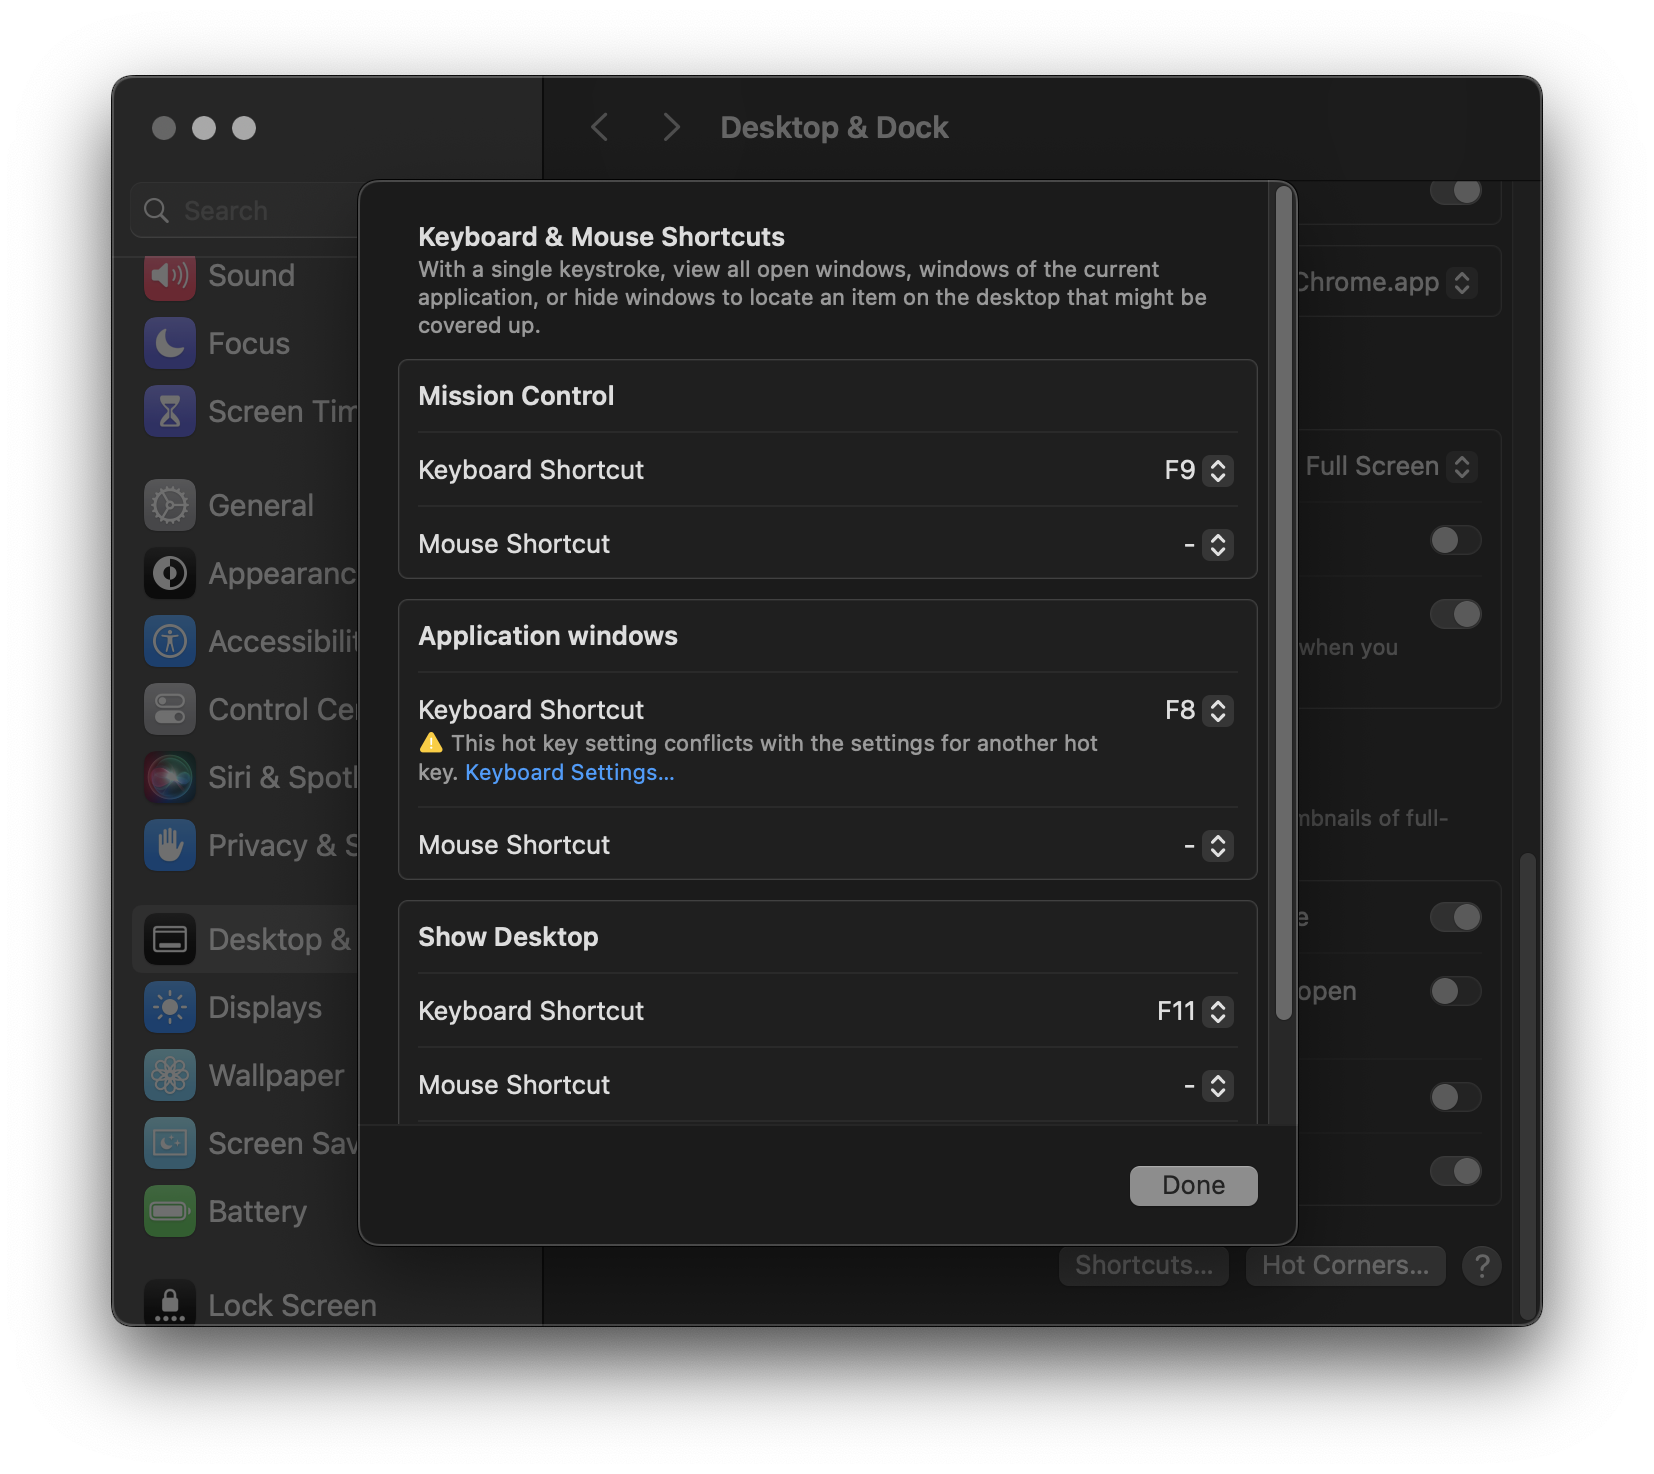 Desktop & Dock
Search
Sound
Focus
Screen Tim
General
Appearanc
Accessibilit
Control Ce
Siri & Spotl
Privacy & S
Desktop &
Displays
Wallpaper
Screen Sav
Battery
Lock Screen
Keyboard & Mouse Shortcuts
With a single keystroke, view all open windows, windows of the current
application, or hide windows to locate an item on the desktop that might be
covered up.
Mission Control
Keyboard Shortcut F9
Mouse Shortcut -
Application windows
Keyboard Shortcut F8
This hot key setting conflicts with the settings for another hot
key. Keyboard Settings...
Mouse Shortcut -
Show Desktop
Keyboard Shortcut F11
Mouse Shortcut -
Done
Chrome.app
Full Screen
when you
mbnails of full-
e
open
Shortcuts...
Hot Corners...
?